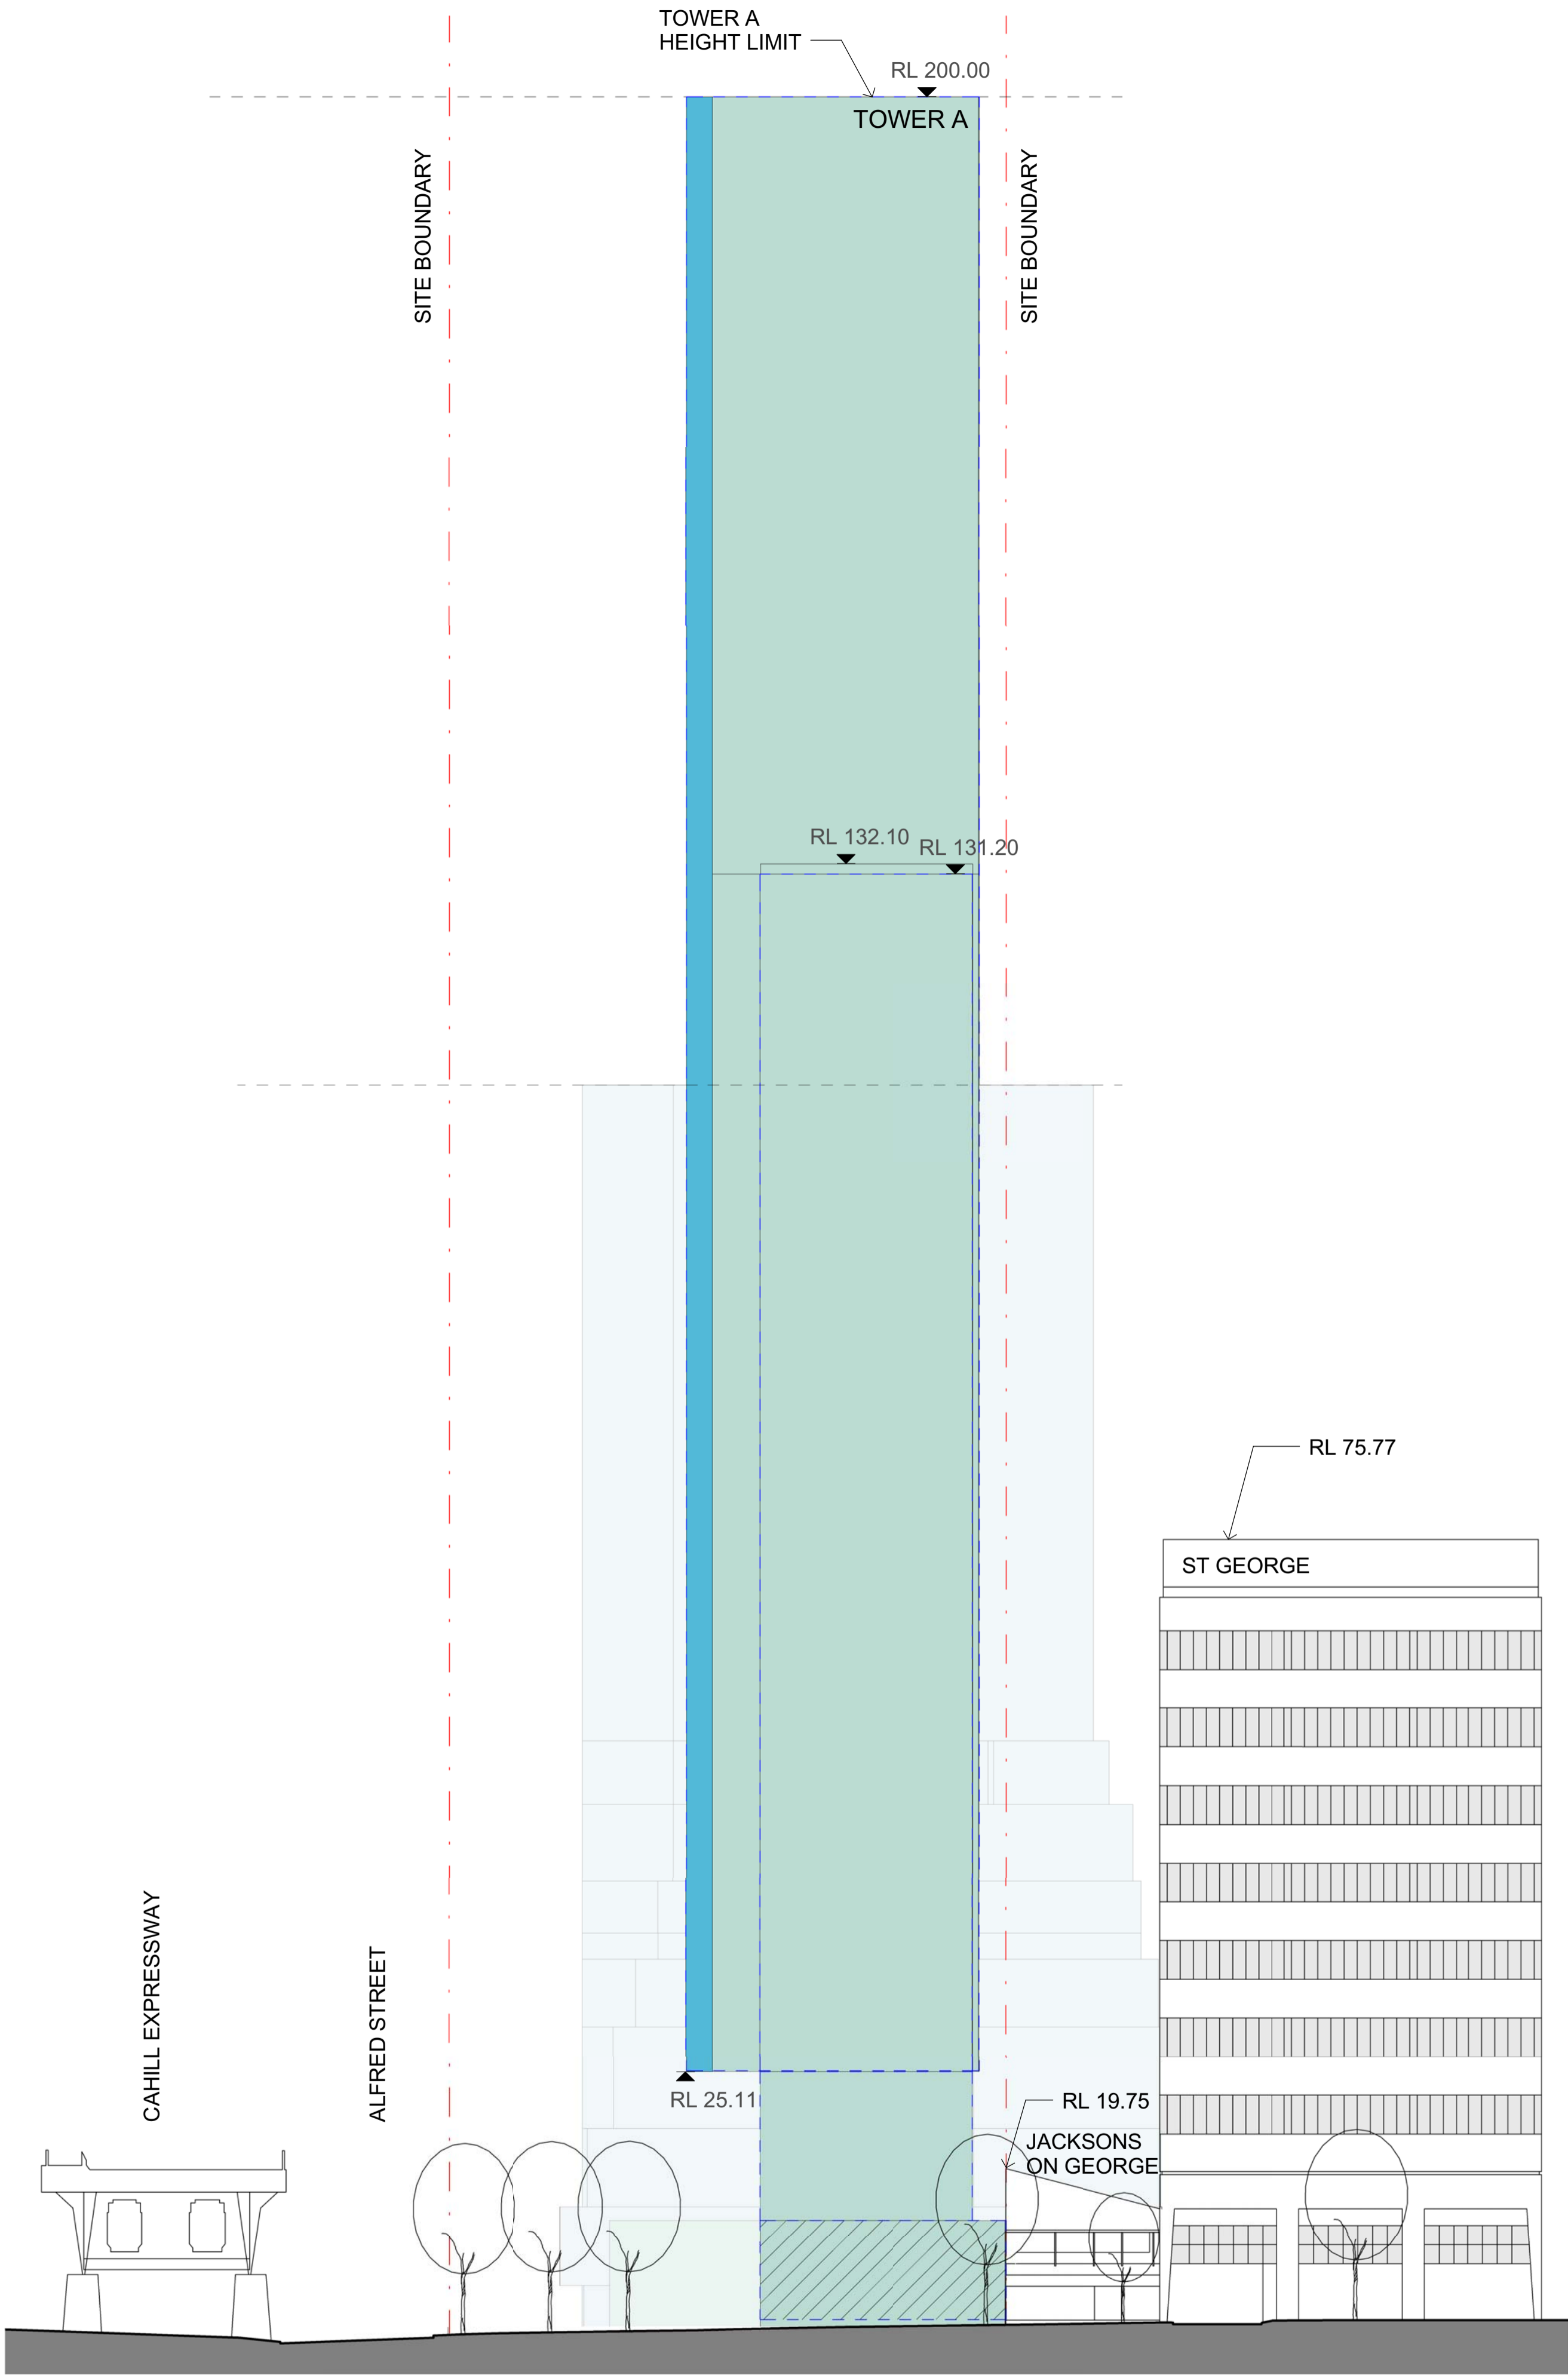 TOWER A
HEIGHT LIMIT
RL 200.00
TOWER A
SITE BOUNDARY
SITE BOUNDARY
RL 132.10
RL 131.20
RL 75.77
ST GEORGE
CAHILL EXPRESSWAY
ALFRED STREET
RL 25.11
RL 19.75
JACKSONS
ON GEORGE